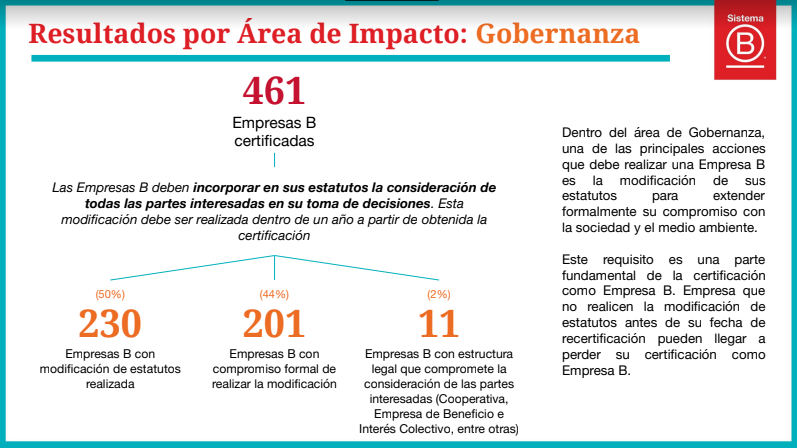 Resultados por Área de Impacto: Gobernanza
Sistema
B
461
Empresas B
certificadas
Las Empresas B deben incorporar en sus estatutos la consideración de
todas las partes interesadas en su toma de decisiones. Esta
modificación debe ser realizada dentro de un año a partir de obtenida la
certificación
(50%)
230
Empresas B con
modificación de estatutos
realizada
(44%)
201
Empresas B con
compromiso formal de
realizar la modificación
(2%)
11
Empresas B con estructura
legal que compromete la
consideración de las partes
interesadas (Cooperativa,
Empresa de Beneficio e
Interés Colectivo, entre otras)
Dentro del área de Gobernanza,
una de las principales acciones
que debe realizar una Empresa B
es la modificación de sus
estatutos para extender
formalmente su compromiso con
la sociedad y el medio ambiente.
Este requisito es una parte
fundamental de la certificación
como Empresa B. Empresa que
no realicen la modificación de
estatutos antes de su fecha de
recertificación pueden llegar a
perder su certificación como
Empresa B.